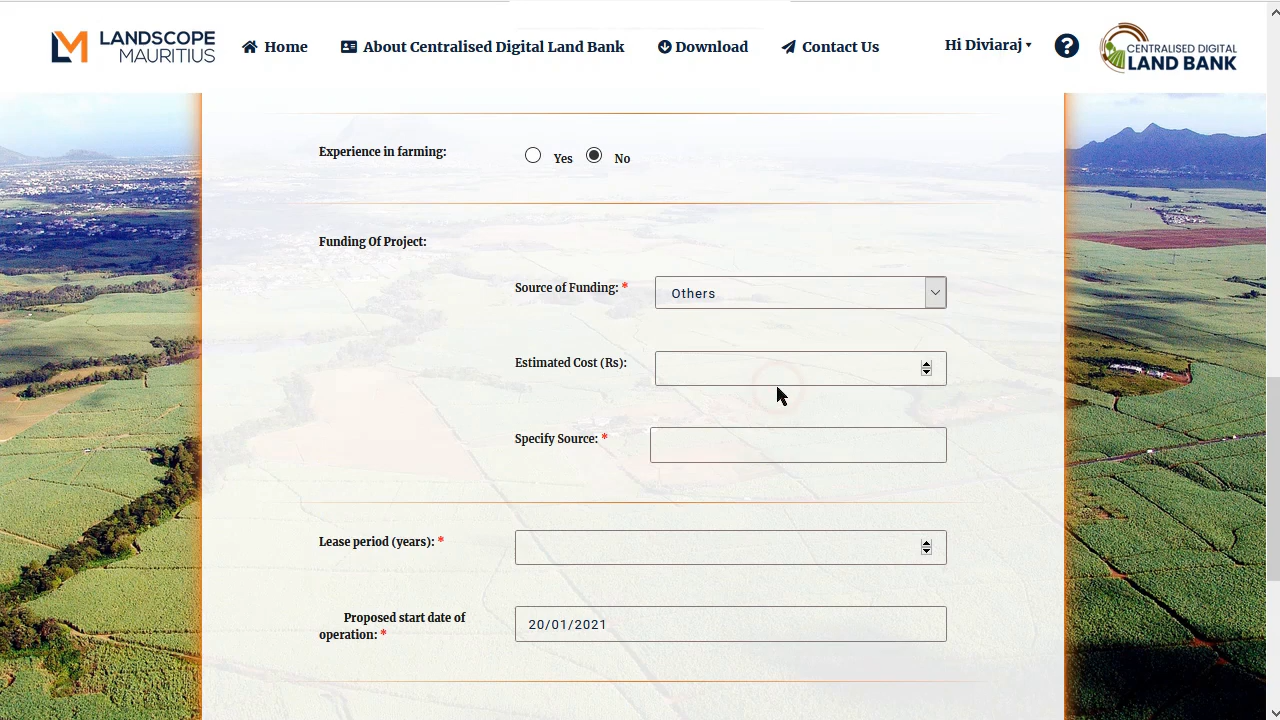 LANDSCOPE
MAURITIUS
Home
About Centralised Digital Land Bank
Download
Contact Us
Hi Diviaraj
?
CENTRALISED DIGITAL
LAND BANK
Experience in farming:
Yes
No
Funding Of Project:
Source of Funding: *
Others
Estimated Cost (Rs):
Specify Source: *
Lease period (years): *
Proposed start date of
operation: *
20/01/2021